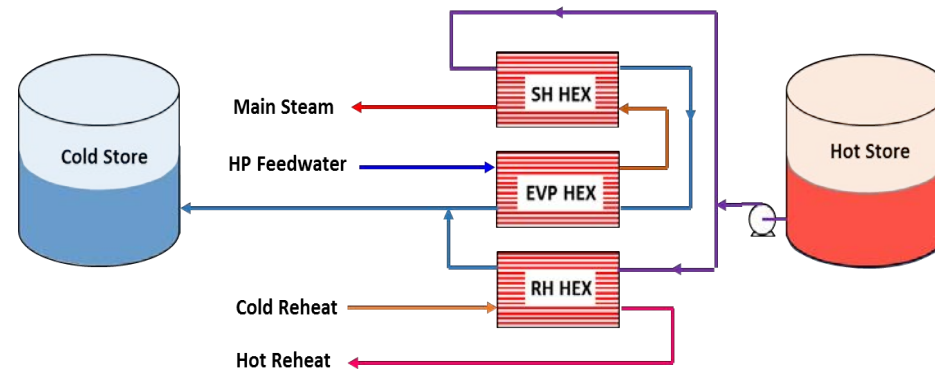 SH HEX
Main Steam
Cold Store
Hot Store
HP Feedwater
EVP HEX
RH HEX
Cold Reheat
Hot Reheat